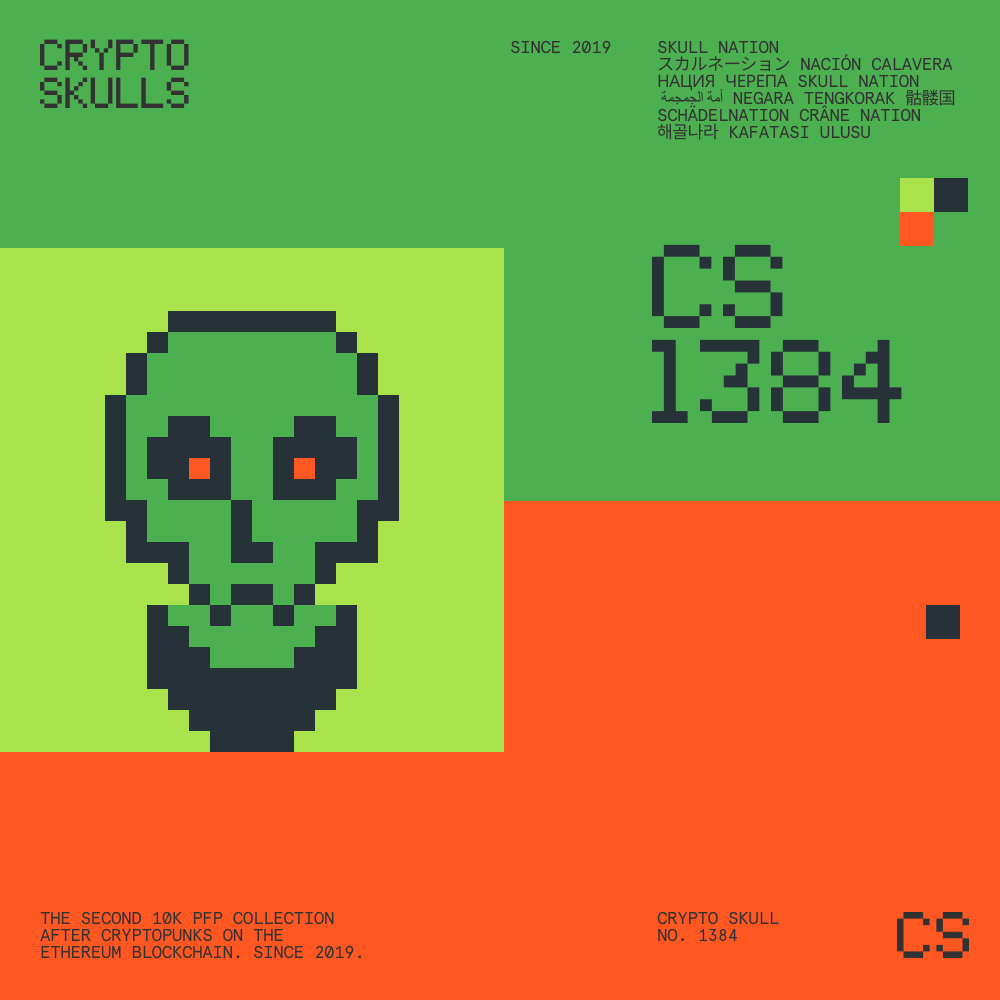 CRYPTO
SKULLS
SINCE 2019
SKULL NATION
スカルネーション NACIÓN CALAVERA
НАЦИЯ ЧЕРЕПА SKULL NATION
أمة الجمجمة NEGARA TENGKORAK 骷髅国
SCHÄDELNATION CRÂNE NATION
해골나라 KAFATASI ULUSU
CS
1384
THE SECOND 10K PFP COLLECTION
AFTER CRYPTOPUNKS ON THE
ETHEREUM BLOCKCHAIN. SINCE 2019.
CRYPTO SKULL
NO. 1384
CS